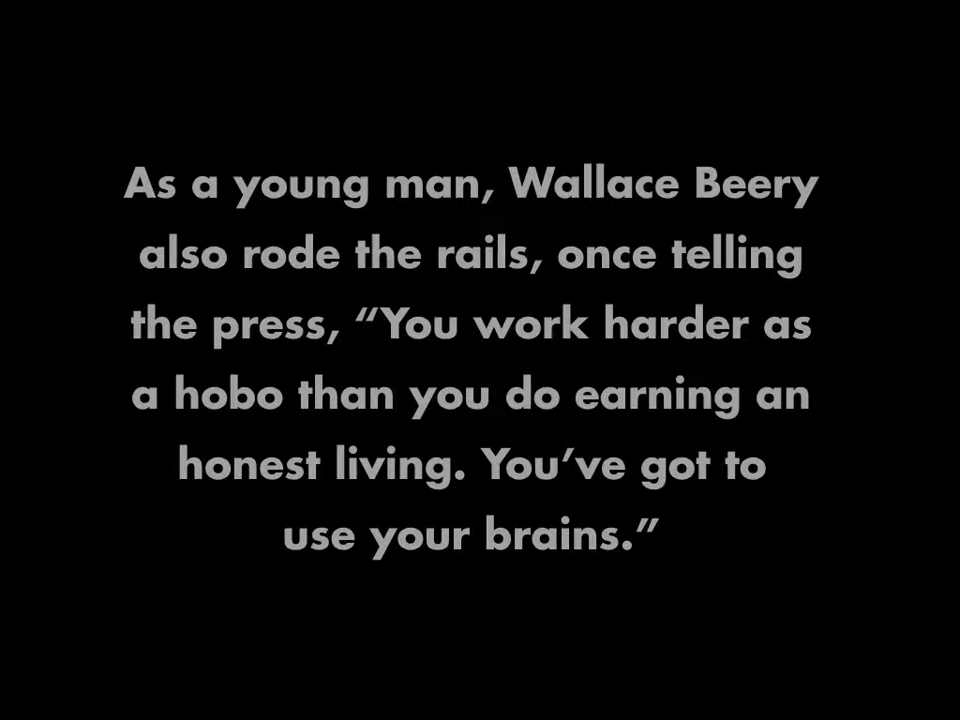 As a young man, Wallace Beery
also rode the rails, once telling
the press, “You work harder as
a hobo than you do earning an
honest living. You’ve got to
use your brains.”